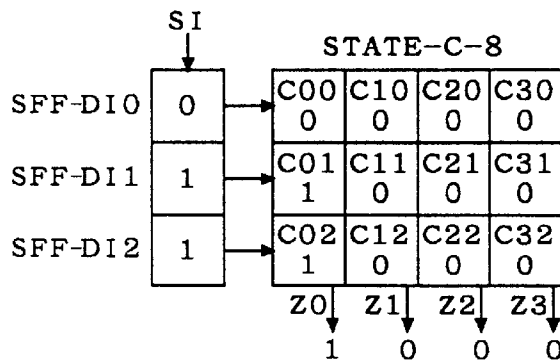 SI
STATE-C-8
SFF-DI0 0 C00 C10 C20 C30
0 0 0 0
SFF-DI1 1 C01 C11 C21 C31
1 0 0 0
SFF-DI2 1 C02 C12 C22 C32
1 0 0 0
Z0 Z1 Z2 Z3
1 0 0 0